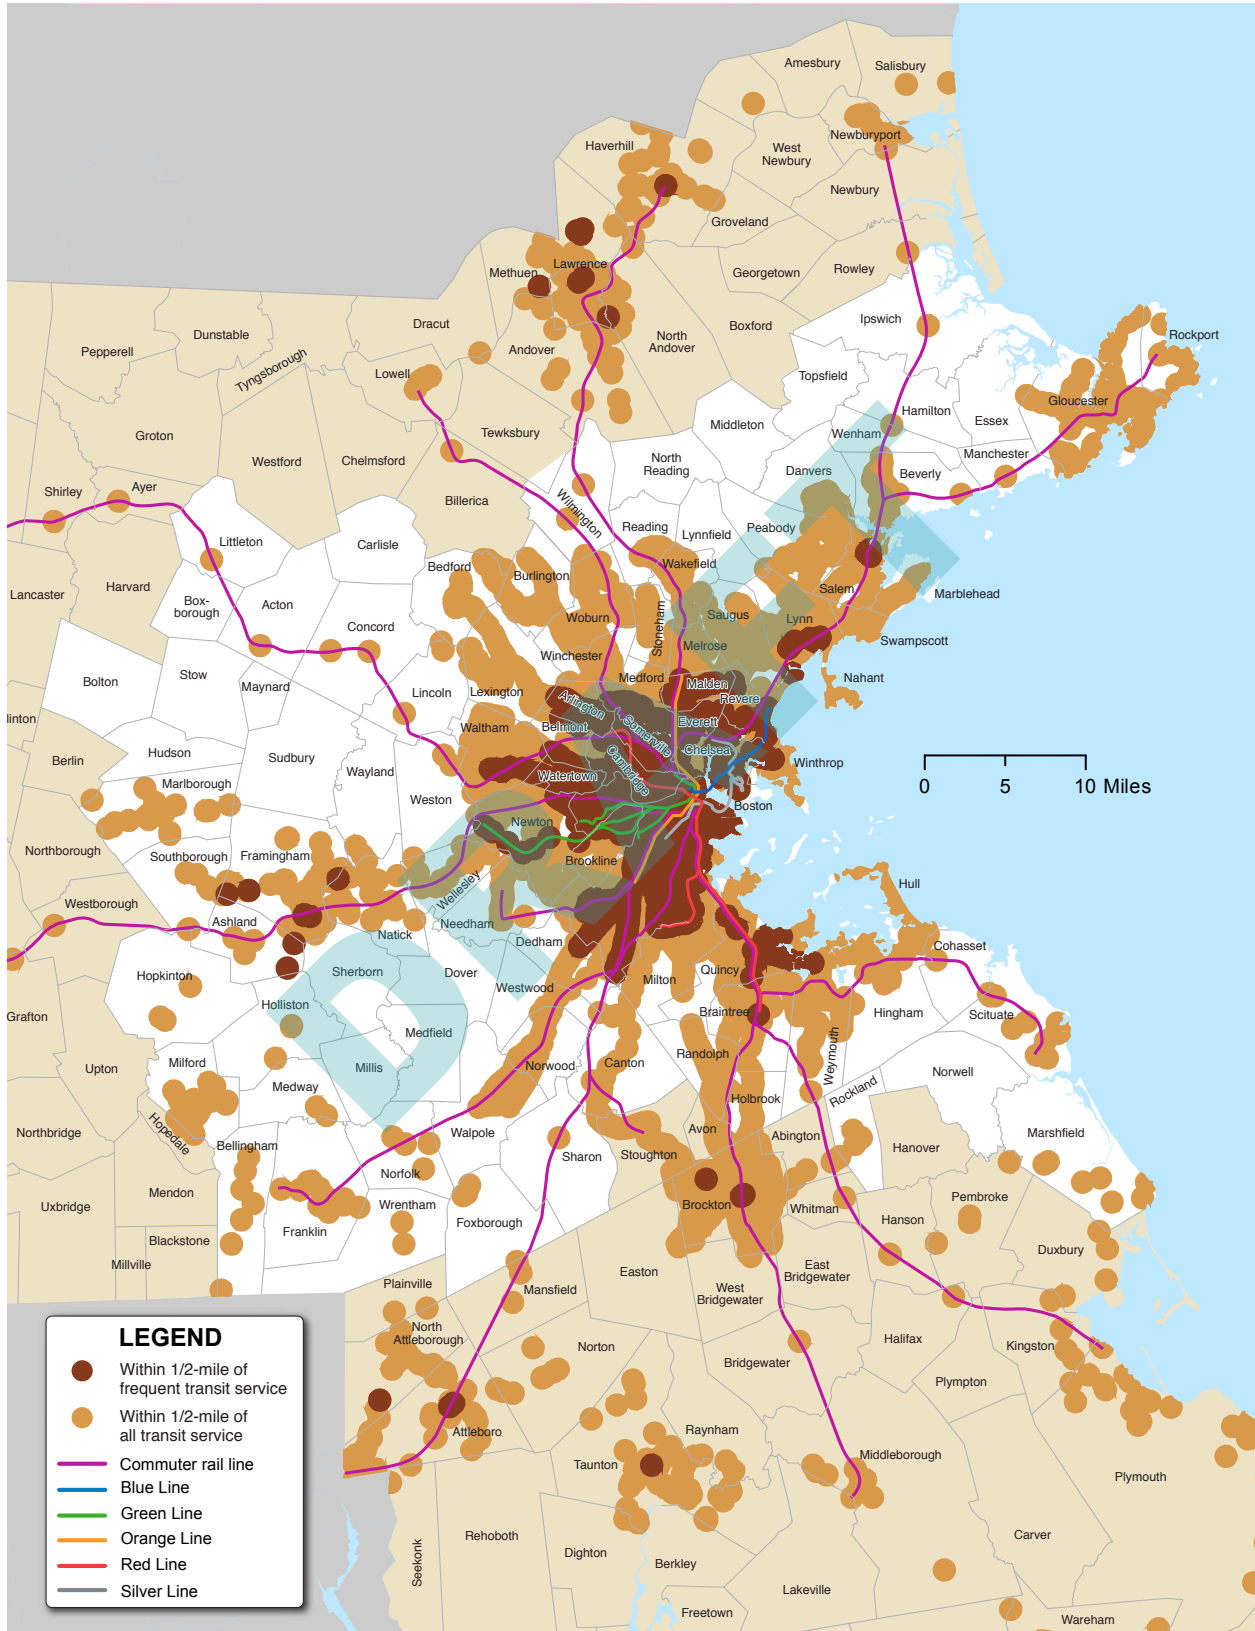 Amesbury
Salisbury
Haverhill
Newburyport
West
Newbury
Newbury
Groveland
Lawrence
Methuen
Georgetown
Rowley
Dunstable
Dracut
Ipswich
Boxford
Rockport
Pepperell
Tyngsborough
Andover
North
Andover
Lowell
Topsfield
Gloucester
Hamilton
Essex
Groton
Tewksbury
Middleton
Wenham
Westford
Chelmsford
North
Reading
Danvers
Beverly
Manchester
Shirley
Ayer
Billerica
Wilmington
Reading
Lynnfield
Peabody
Littleton
Carlisle
Wakefield
Bedford
Burlington
Lancaster
Harvard
Box-
borough
Acton
Salem
Marblehead
Woburn
Stoneham
Saugus
Lynn
Concord
Swampscott
Winchester
Melrose
Bolton
Stow
Maynard
Lincoln
Lexington
Medford
Malden
Revere
Nahant
linton
Arlington
Waltham
Belmont
Somerville
Everett
Chelsea
Berlin
Hudson
Sudbury
Wayland
Watertown
Cambridge
Winthrop
Marlborough
0 5 10 Miles
Weston
Boston
Newton
Northborough
Southborough
Framingham
Brookline
Wellesley
Hull
Westborough
Ashland
Natick
Needham
Dedham
Cohasset
Hopkinton
Sherborn
Dover
Westwood
Milton
Quincy
Grafton
Holliston
Medfield
Braintree
Hingham
Scituate
Upton
Milford
Millis
Norwood
Canton
Randolph
Weymouth
Norwell
Medway
Holbrook
Rockland
Northbridge
Hopedale
Bellingham
Walpole
Avon
Abington
Hanover
Marshfield
Sharon
Stoughton
Norfolk
Mendon
Uxbridge
Wrentham
Brockton
Whitman
Pembroke
Hanson
Franklin
Foxborough
Blackstone
Millville
Duxbury
Easton
East
Bridgewater
Plainville
Mansfield
West
Bridgewater
LEGEND
North
Attleborough
Norton
Halifax
Kingston
Bridgewater
Plympton
Within 1/2-mile of
frequent transit service
Within 1/2-mile of
all transit service
Attleboro
Raynham
Middleborough
Taunton
Plymouth
Commuter rail line
Blue Line
Green Line
Orange Line
Red Line
Silver Line
Rehoboth
Seekonk
Dighton
Berkley
Carver
Lakeville
Freetown
Wareham
DRAFT